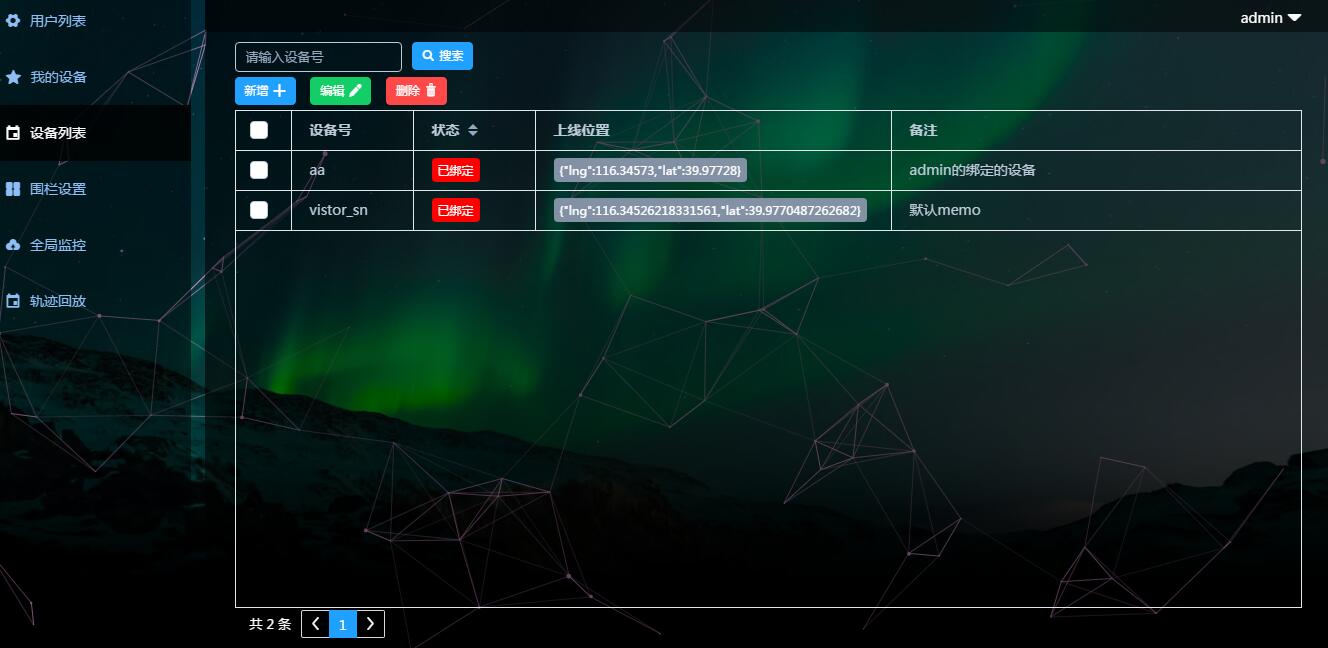 用户列表
我的设备
设备列表
围栏设置
全局监控
轨迹回放
admin
请输入设备号
搜索
新增
编辑
删除
设备号 状态 上线位置 备注
aa 已绑定 {"lng":116.34573,"lat":39.97728} admin的绑定的设备
vistor_sn 已绑定 {"lng":116.34526218331561,"lat":39.9770487262682} 默认memo
共 2 条 1